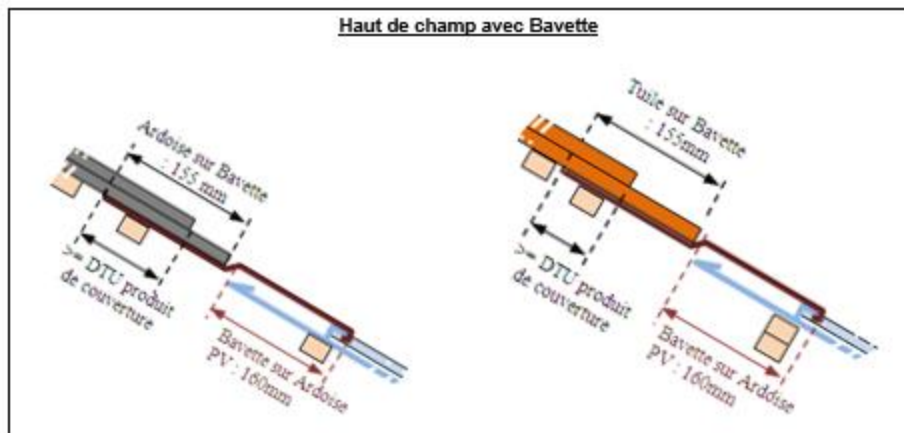 Haut de champ avec Bavette
Ardoise sur Bavette
: 155 mm
>= DTU produit
de couverture
Bavette sur Ardoise
PV : 160mm
Tuile sur Bavette
: 155mm
>= DTU produit
de couverture
Bavette sur Ardoise
PV : 160mm